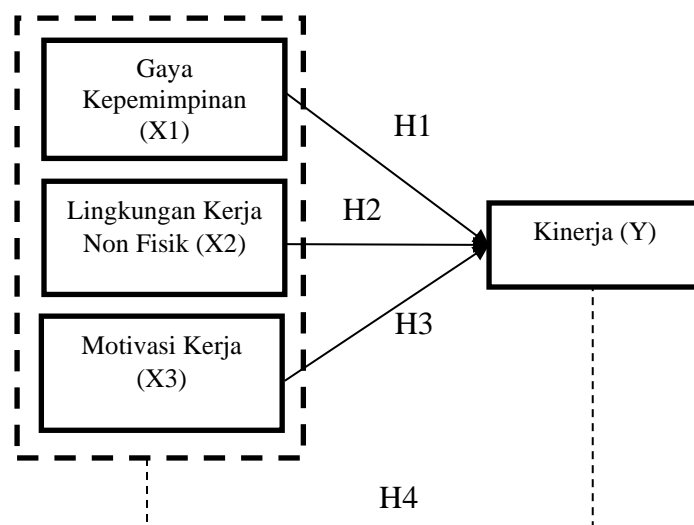 Gaya
Kepemimpinan
(X1)
H1
Lingkungan Kerja
Non Fisik (X2)
H2
Kinerja (Y)
Motivasi Kerja
(X3)
H3
H4